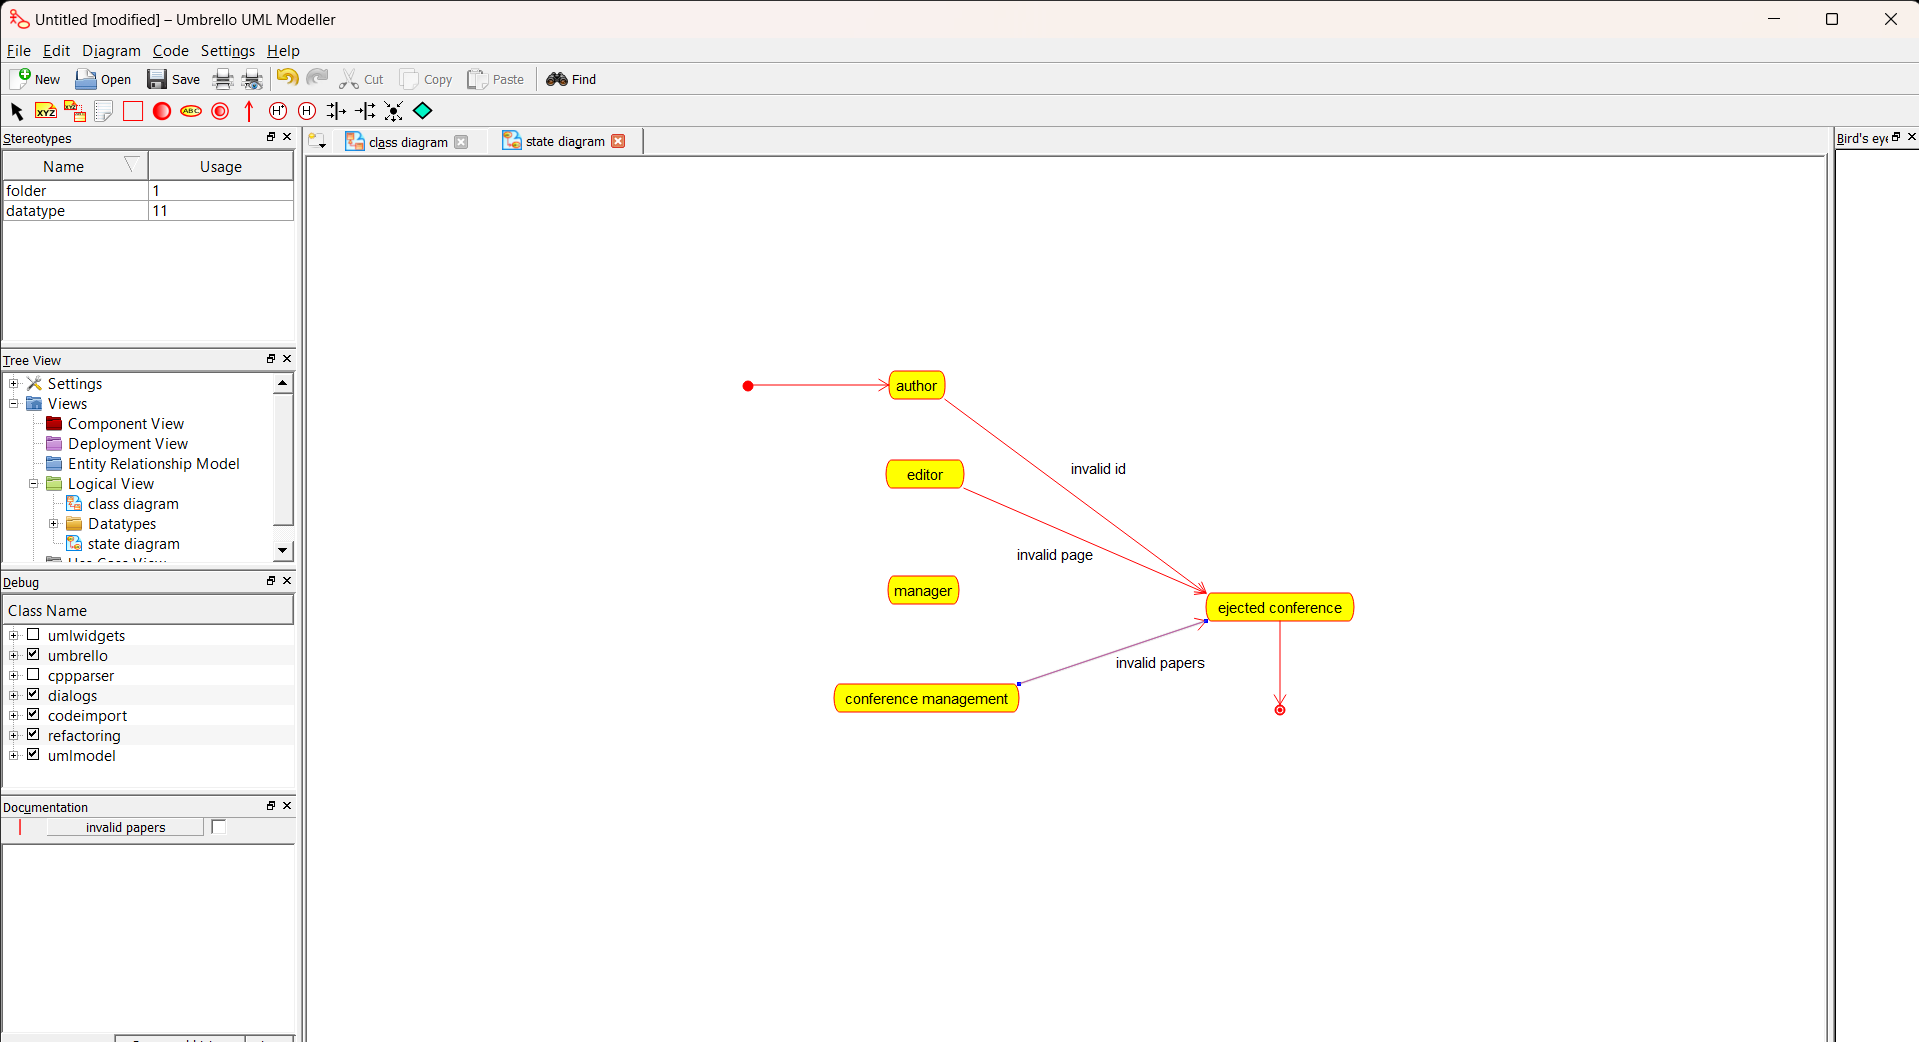 Untitled [modified] – Umbrello UML Modeller
File Edit Diagram Code Settings Help
New Open Save Cut Copy Paste Find
XYZ XYZ ABC H* H
Stereotypes
Name Usage
folder 1
datatype 11
Tree View
Settings
Views
Component View
Deployment View
Entity Relationship Model
Logical View
class diagram
Datatypes
state diagram
Debug
Class Name
umlwidgets
umbrello
cppparser
dialogs
codeimport
refactoring
umlmodel
Documentation
invalid papers
class diagram state diagram
author
invalid id
editor
invalid page
manager
ejected conference
invalid papers
conference management
Bird's eye